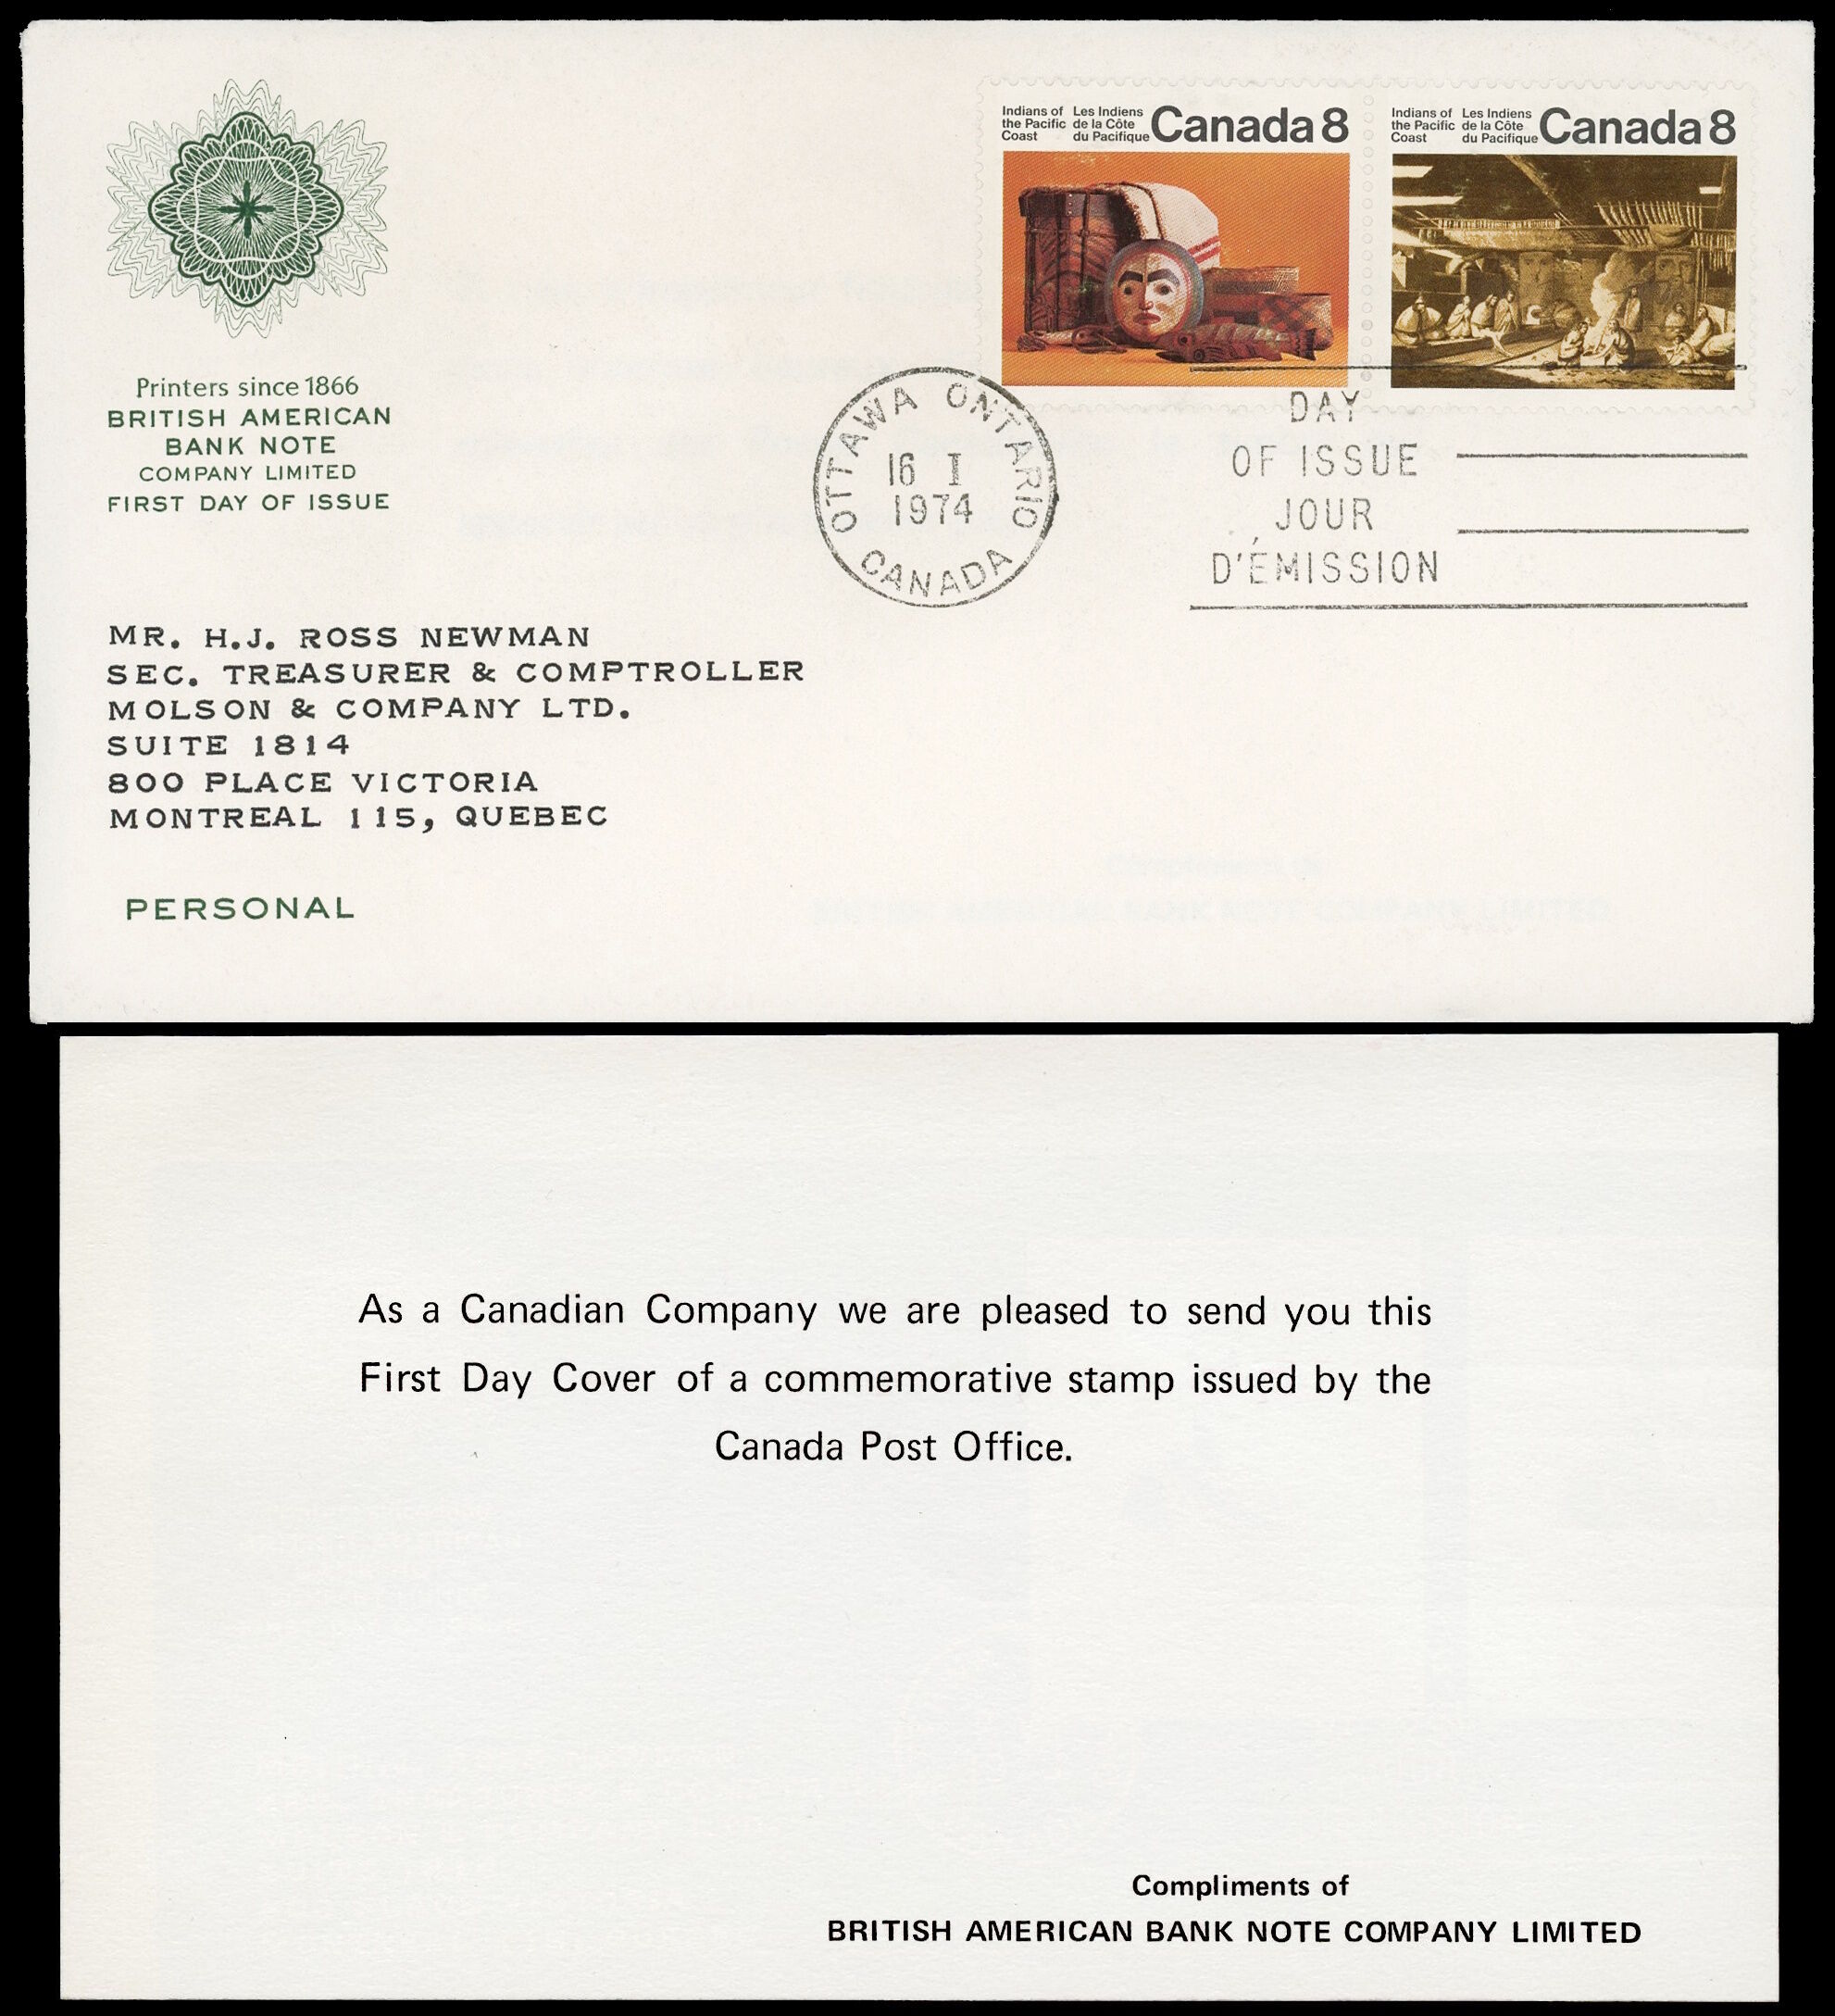 Indians of Les Indiens
the Pacific de la Côte
Coast du Pacifique
Canada 8
Indians of Les Indiens
the Pacific de la Côte
Coast du Pacifique
Canada 8
Printers since 1866
BRITISH AMERICAN
BANK NOTE
COMPANY LIMITED
FIRST DAY OF ISSUE
OTTAWA ONTARIO
16 I
1974
CANADA
DAY
OF ISSUE
JOUR
D'ÉMISSION
MR. H.J. ROSS NEWMAN
SEC. TREASURER & COMPTROLLER
MOLSON & COMPANY LTD.
SUITE 1814
800 PLACE VICTORIA
MONTREAL 115, QUEBEC
PERSONAL
As a Canadian Company we are pleased to send you this
First Day Cover of a commemorative stamp issued by the
Canada Post Office.
Compliments of
BRITISH AMERICAN BANK NOTE COMPANY LIMITED